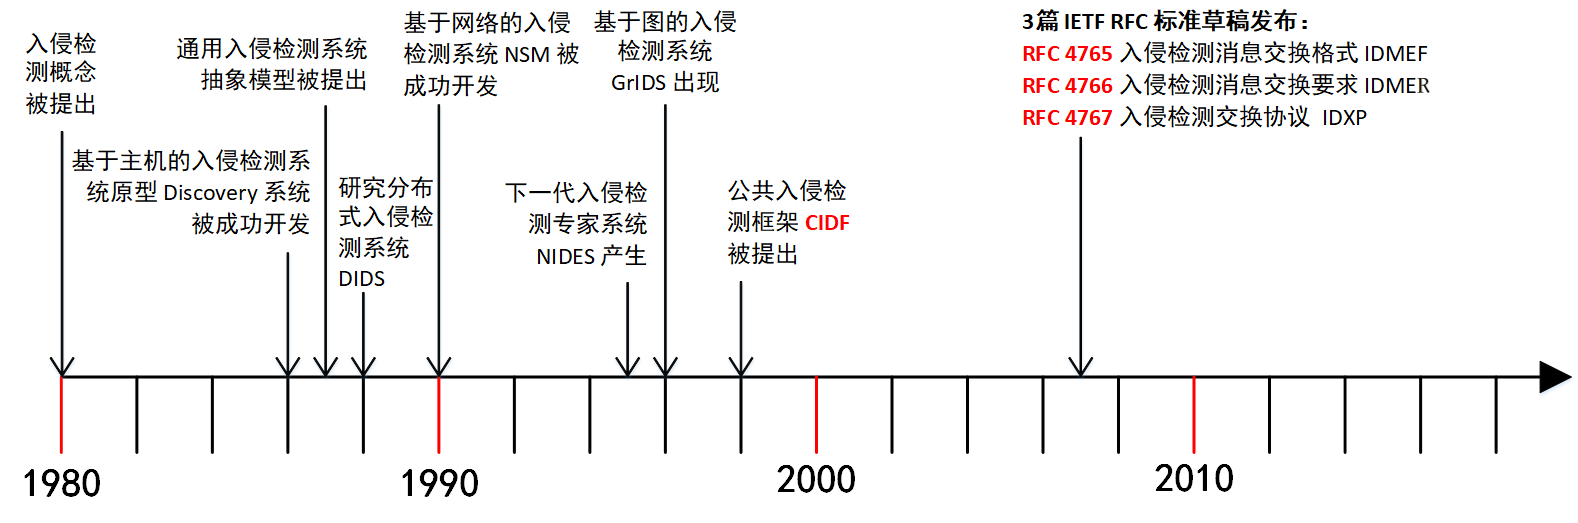 入侵检
测概念
被提出
通用入侵检测系统
抽象模型被提出
基于网络的入侵
检测系统 NSM 被
成功开发
基于图的入侵
检测系统
GrIDS 出现
3篇 IETF RFC 标准草稿发布：
RFC 4765 入侵检测消息交换格式 IDMEF
RFC 4766 入侵检测消息交换要求 IDMER
RFC 4767 入侵检测交换协议 IDXP
基于主机的入侵检测系
统原型 Discovery 系统
被成功开发
研究分布
式入侵检
测系统
DIDS
下一代入侵检
测专家系统
NIDES 产生
公共入侵检
测框架 CIDF
被提出
1980
1990
2000
2010